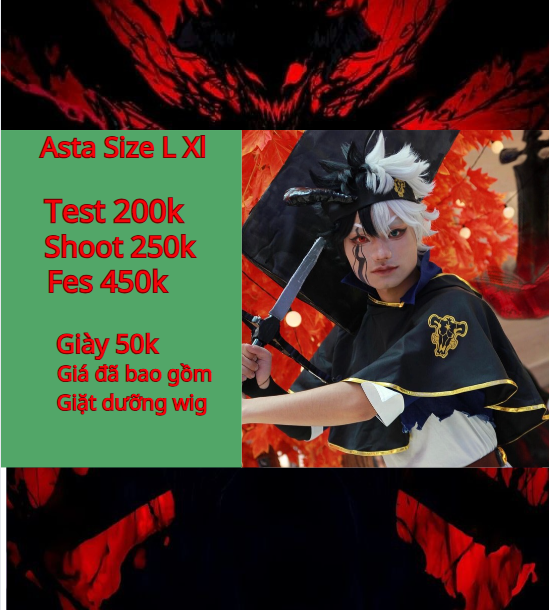 Asta Size L Xl
Test 200k
Shoot 250k
Fes 450k
Giày 50k
Giá đã bao gồm
Giặt dưỡng wig